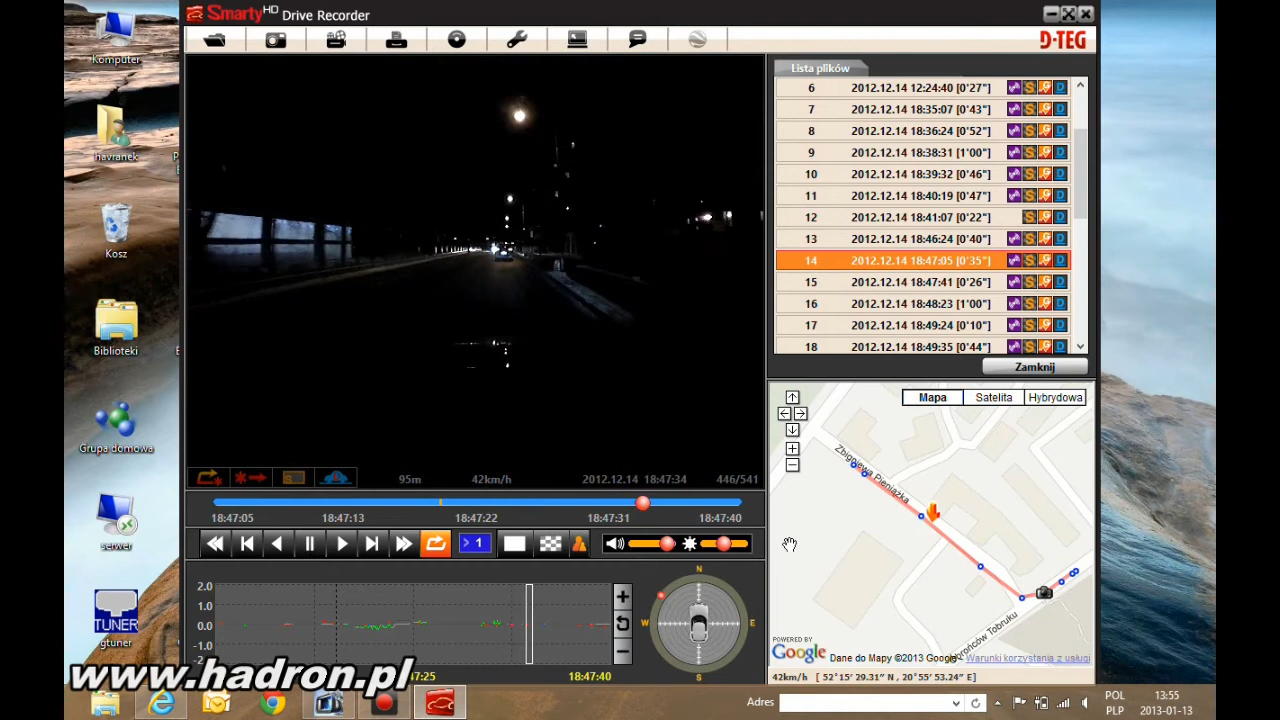 SmartyHD Drive Recorder
D-TEG
Komputer
havranek
Kosz
Biblioteki
Grupa domowa
serwer
TUNER
gtuner
Lista plików
6 2012.12.14 12:24:40 [0'27"] S G D
7 2012.12.14 18:35:07 [0'43"] S G D
8 2012.12.14 18:36:24 [0'52"] S G D
9 2012.12.14 18:38:31 [1'00"] S G D
10 2012.12.14 18:39:32 [0'46"] S G D
11 2012.12.14 18:40:19 [0'47"] S G D
12 2012.12.14 18:41:07 [0'22"] S G D
13 2012.12.14 18:46:24 [0'40"] S G D
14 2012.12.14 18:47:05 [0'35"] S G D
15 2012.12.14 18:47:41 [0'26"] S G D
16 2012.12.14 18:48:23 [1'00"] S G D
17 2012.12.14 18:49:24 [0'10"] S G D
18 2012.12.14 18:49:35 [0'44"] S G D
Zamknij
Mapa Satelita Hybrydowa
Zbigniewa Pieniążka
95m 42km/h 2012.12.14 18:47:34 446/541
18:47:05 18:47:13 18:47:22 18:47:31 18:47:40
> 1
2.0
1.0
0.0
-1.0
N
W E
S
18:47:40
POWERED BY
Google
Dane do Mapy ©2013 Google - Warunki korzystania z usługi
42km/h [ 52°15' 29.31" N , 20°55' 53.24" E]
www.hadron.pl
Adres
POL
PLP
13:55
2013-01-13